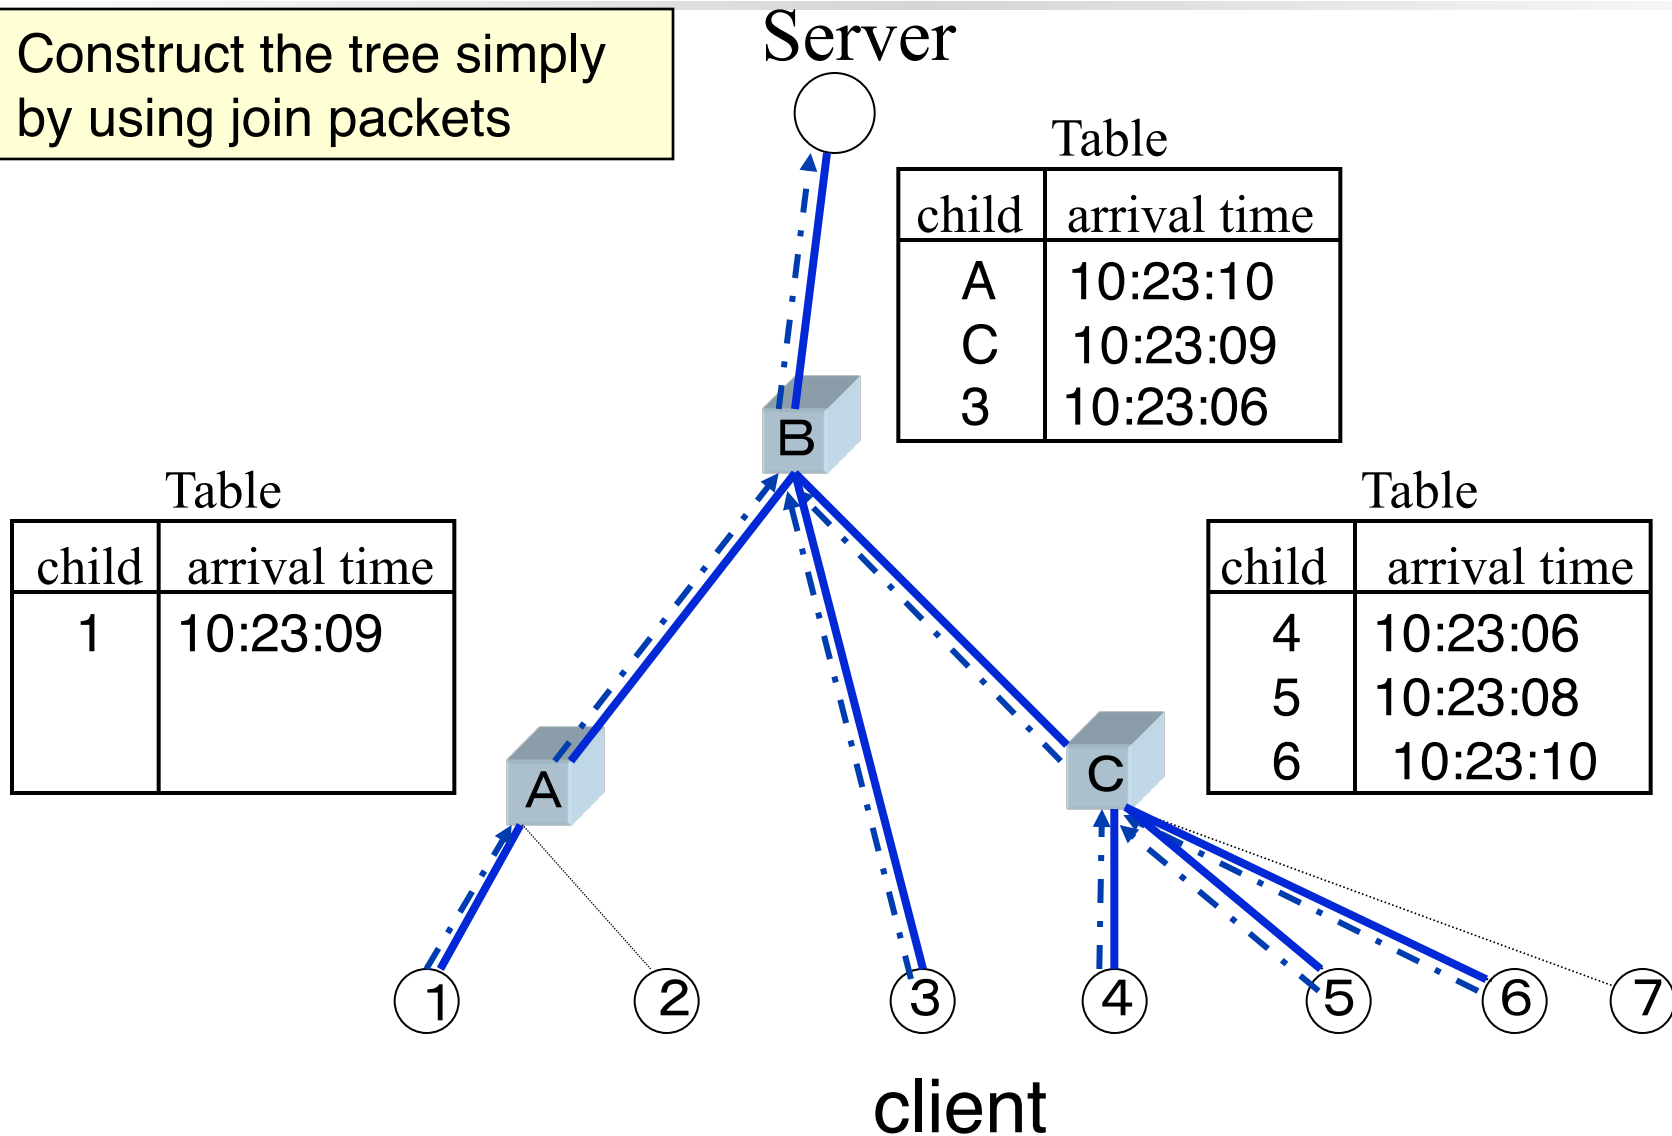 Construct the tree simply
by using join packets
Server
Table
child arrival time
A 10:23:10
C 10:23:09
3 10:23:06
B
Table
child arrival time
1 10:23:09
Table
child arrival time
4 10:23:06
5 10:23:08
6 10:23:10
A
C
1 2 3 4 5 6 7
client